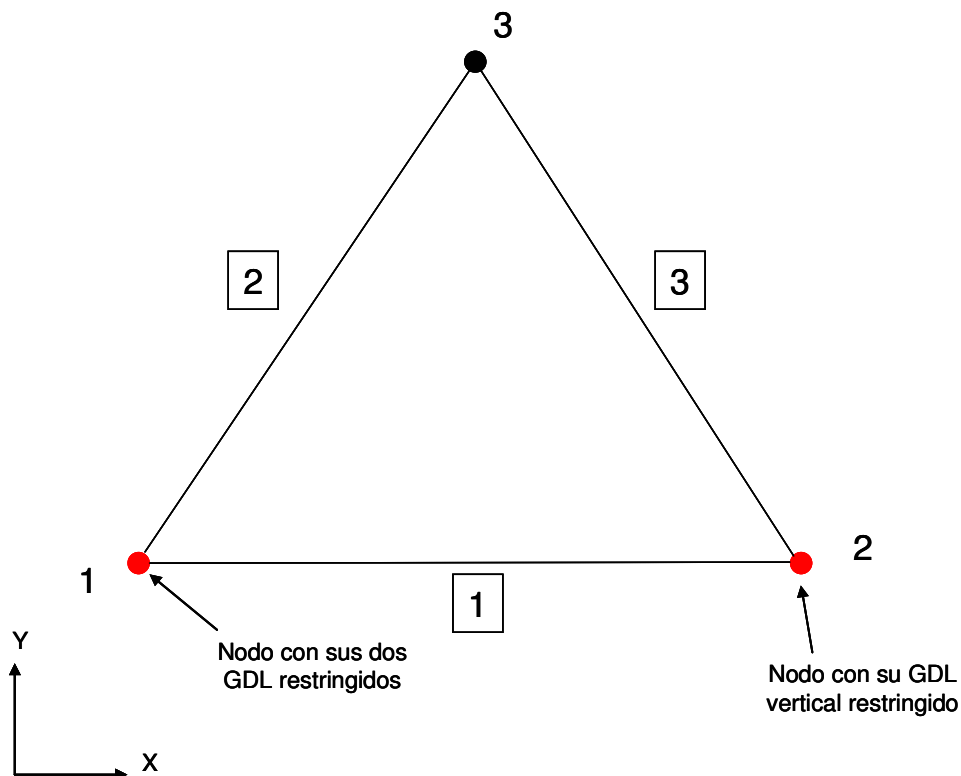 3
2
3
2
1
1
Nodo con sus dos
GDL restringidos
Nodo con su GDL
vertical restringido
Y
X